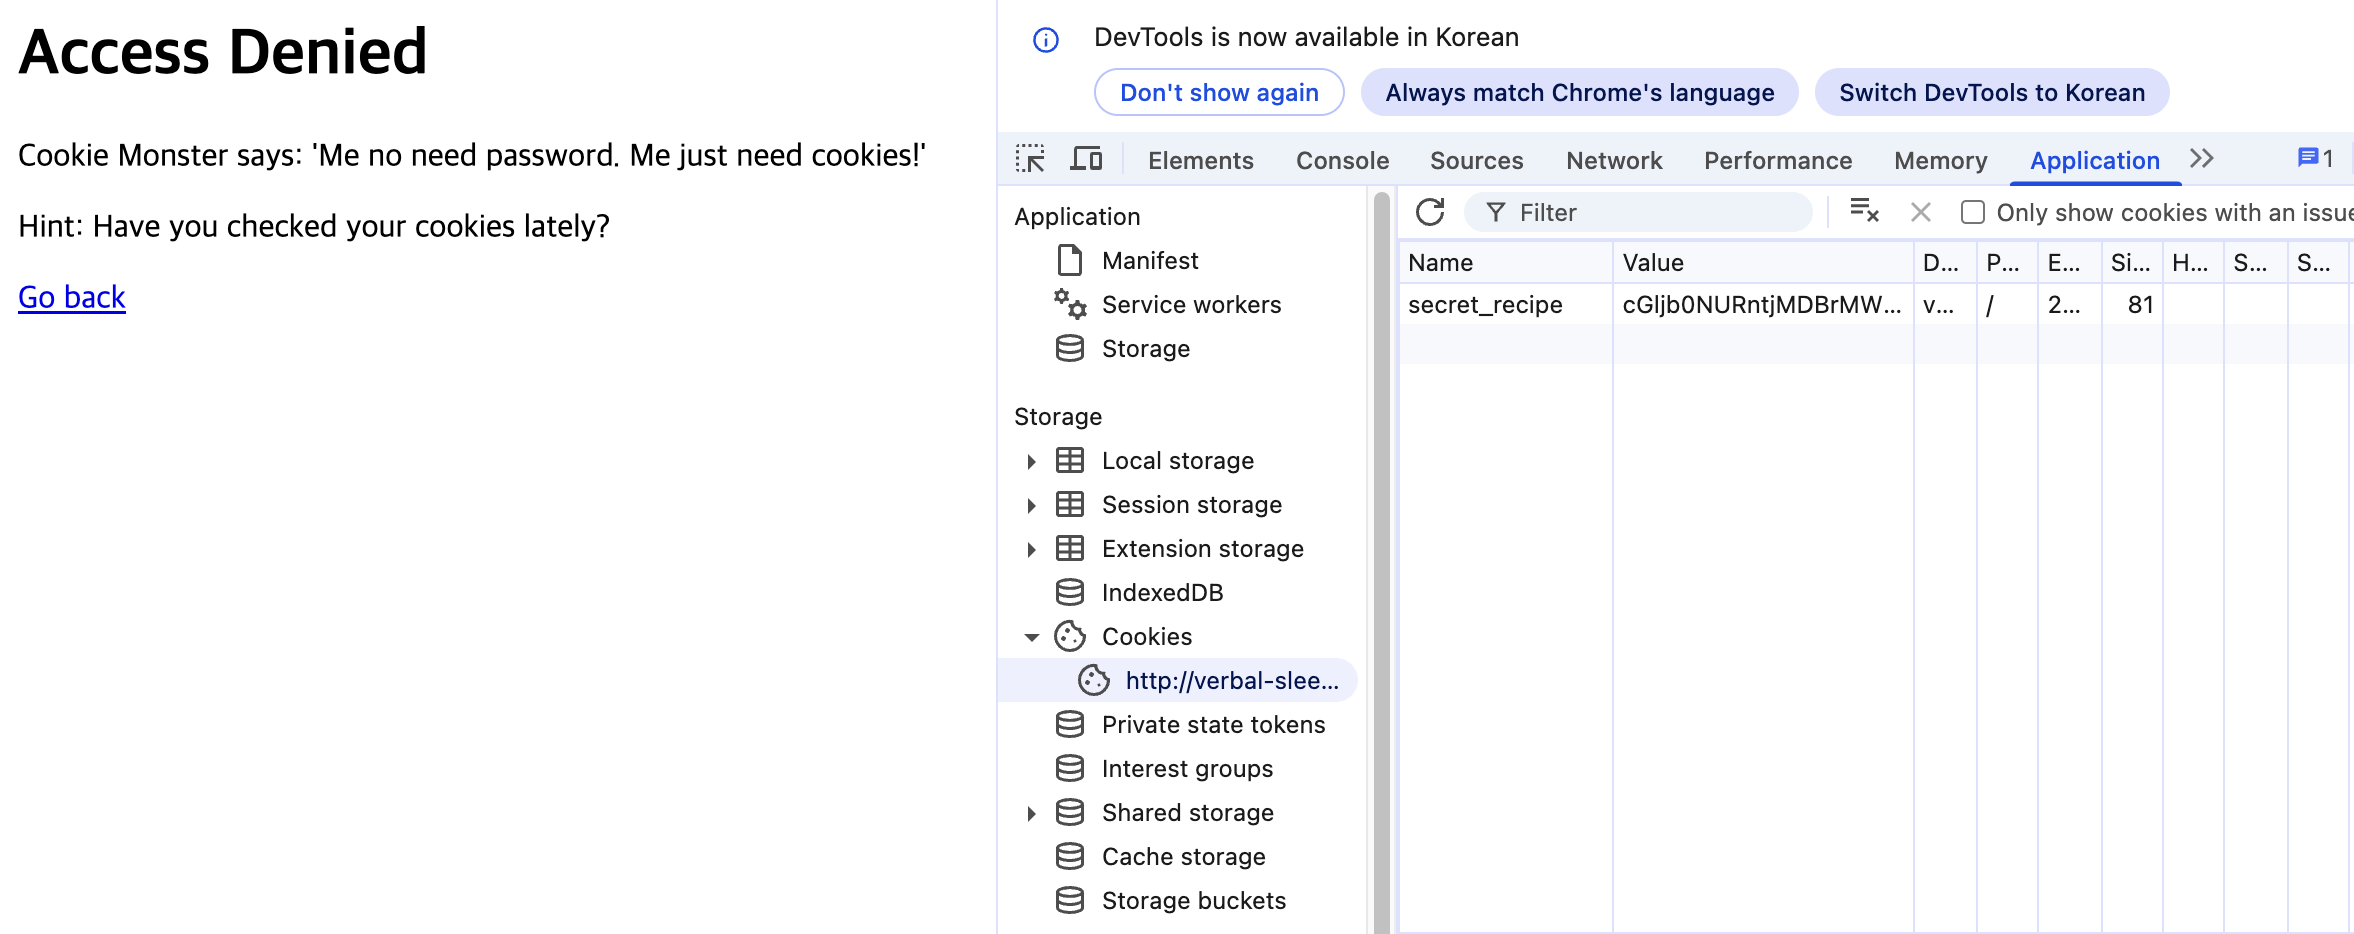 Access Denied
Cookie Monster says: 'Me no need password. Me just need cookies!'
Hint: Have you checked your cookies lately?
Go back
DevTools is now available in Korean
Don't show again
Always match Chrome's language
Switch DevTools to Korean
Elements
Console
Sources
Network
Performance
Memory
Application
1
Application
Manifest
Service workers
Storage
Storage
Local storage
Session storage
Extension storage
IndexedDB
Cookies
http://verbal-slee...
Private state tokens
Interest groups
Shared storage
Cache storage
Storage buckets
Filter
Only show cookies with an issue
Name Value D... P... E... Si... H... S... S...
secret_recipe cGljb0NURntjMDBrMW... v... / 2... 81